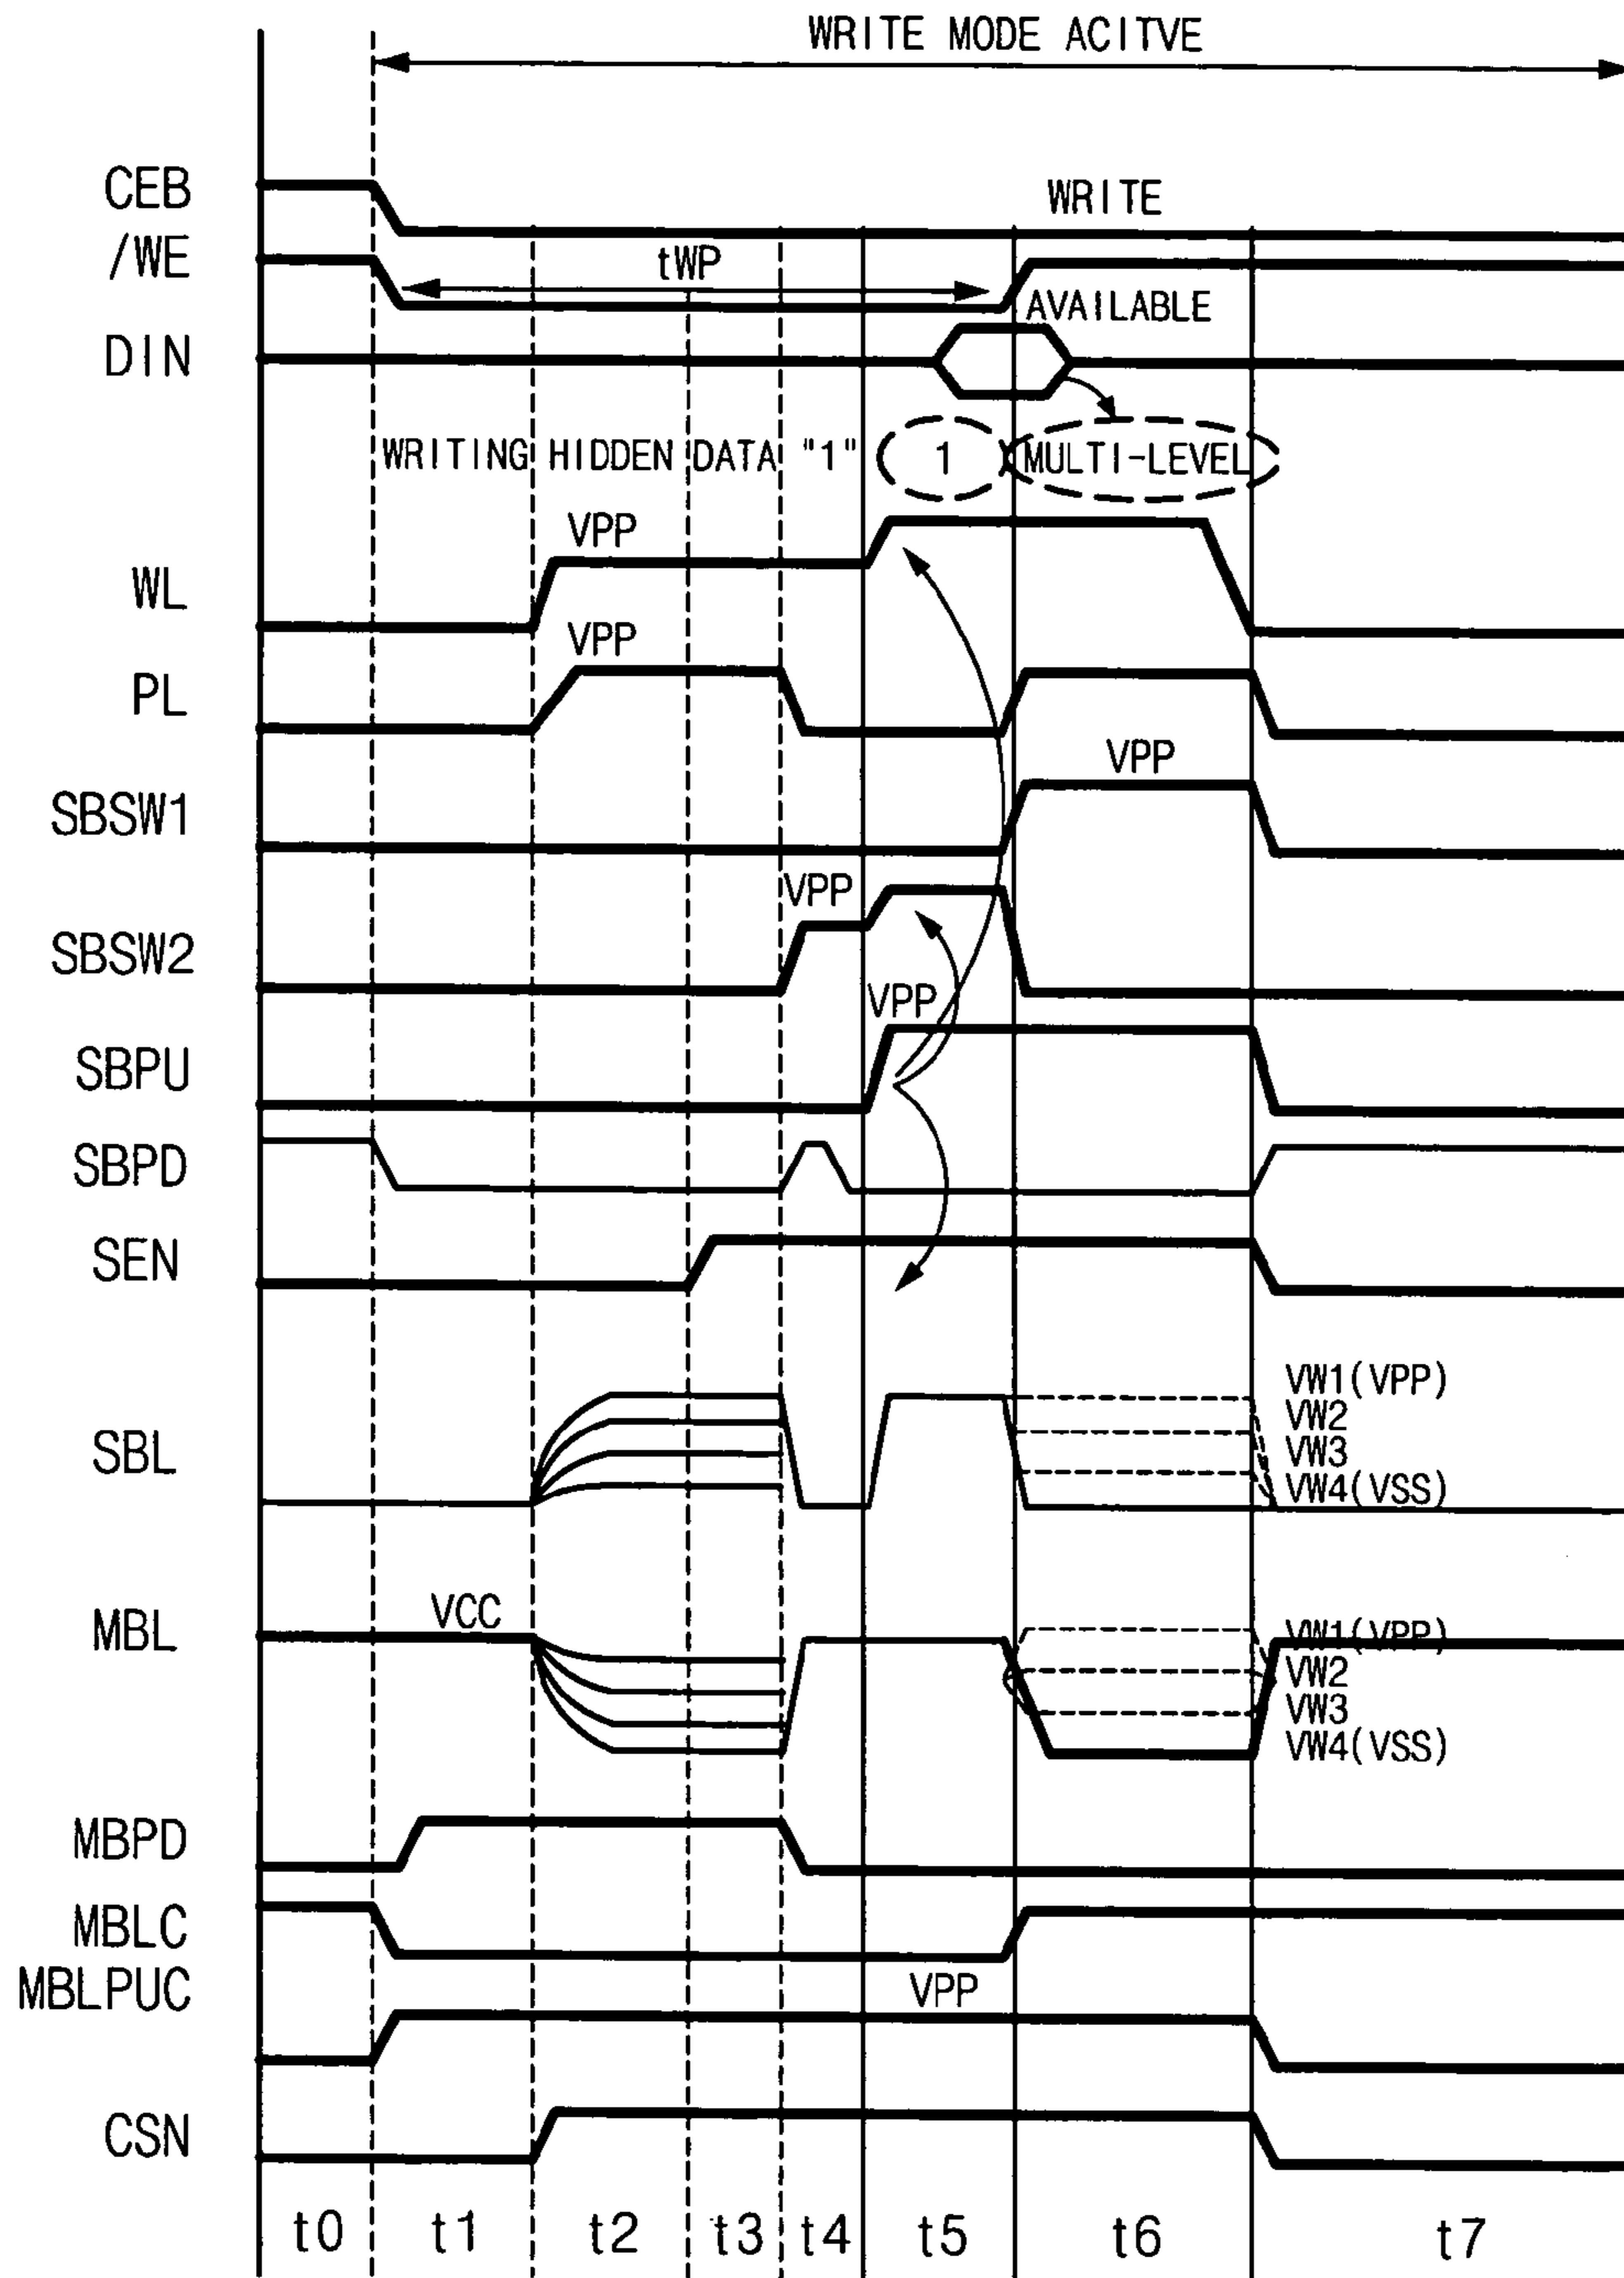 WRITE MODE ACITVE
CEB
WRITE
/WE
tWP
AVAILABLE
DIN
WRITING HIDDEN DATA "1" 1 MULTI-LEVEL
VPP
WL
VPP
PL
VPP
SBSW1
VPP
SBSW2
VPP
SBPU
SBPD
SEN
VW1(VPP)
VW2
SBL
VW3
VW4(VSS)
VCC
MBL
VW1(VPP)
VW2
VW3
VW4(VSS)
MBPD
MBLC
MBLPUC
VPP
CSN
t0 t1 t2 t3 t4 t5 t6 t7